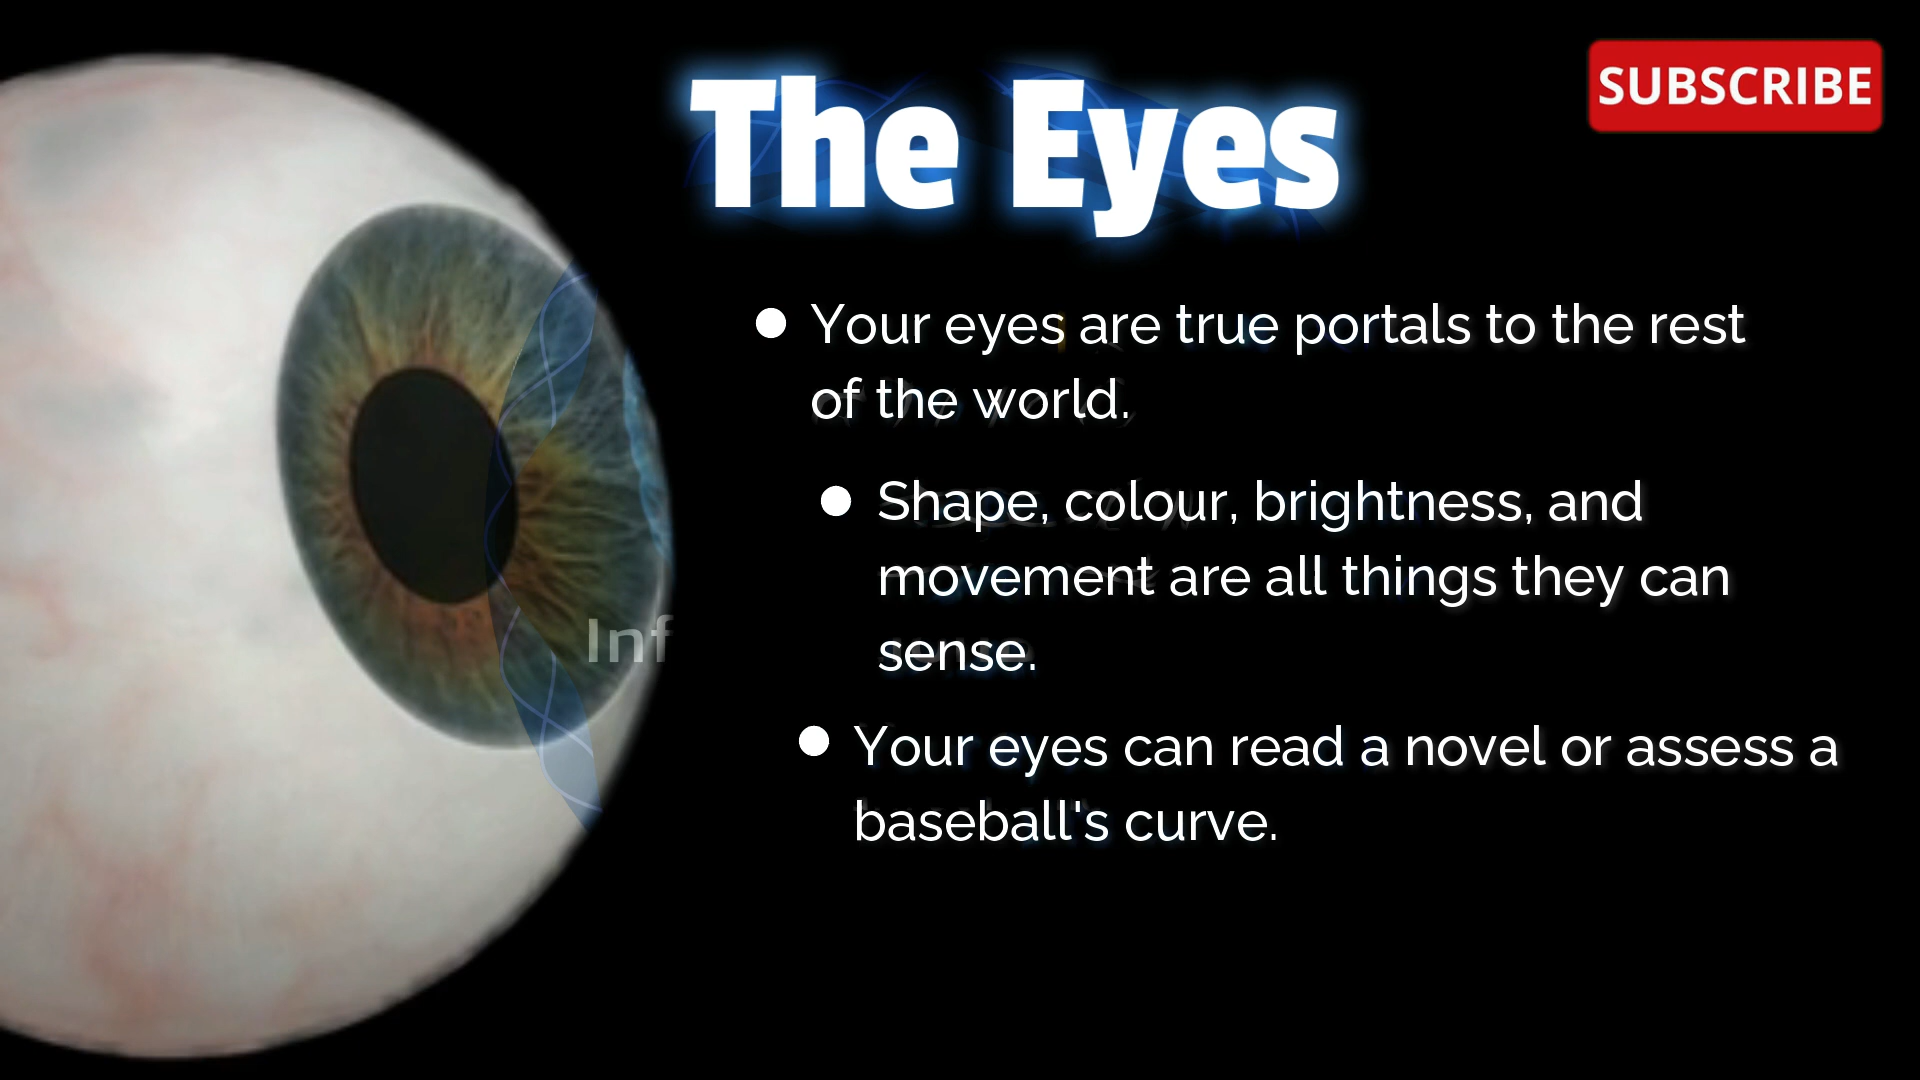 The Eyes
SUBSCRIBE
Your eyes are true portals to the rest
of the world.
Shape, colour, brightness, and
movement are all things they can
sense.
Your eyes can read a novel or assess a
baseball's curve.
Inf